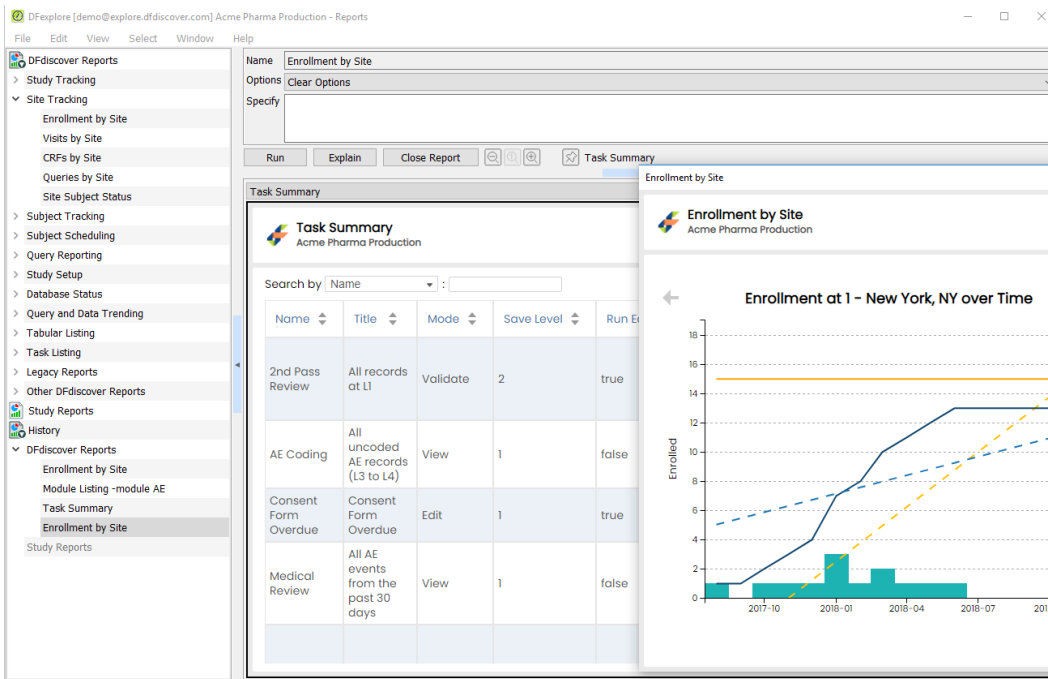 DFexplore [demo@explore.dfdiscover.com] Acme Pharma Production - Reports
File Edit View Select Window Help
DFdiscover Reports
Study Tracking
Site Tracking
Enrollment by Site
Visits by Site
CRFs by Site
Queries by Site
Site Subject Status
Subject Tracking
Subject Scheduling
Query Reporting
Study Setup
Database Status
Query and Data Trending
Tabular Listing
Task Listing
Legacy Reports
Other DFdiscover Reports
Study Reports
History
DFdiscover Reports
Enrollment by Site
Module Listing -module AE
Task Summary
Enrollment by Site
Study Reports
Name Enrollment by Site
Options Clear Options
Specify
Run Explain Close Report Task Summary
Task Summary
Task Summary
Acme Pharma Production
Search by Name :
Name Title Mode Save Level Run
2nd Pass Review All records at L1 Validate 2 true
AE Coding All uncoded AE records (L3 to L4) View 1 false
Consent Form Overdue Consent Form Overdue Edit 1 true
Medical Review All AE events from the past 30 days View 1 false
Enrollment by Site
Enrollment by Site
Acme Pharma Production
Enrollment at 1 - New York, NY over Time
Enrolled
18
16
14
12
10
8
6
4
2
0
2017-10 2018-01 2018-04 2018-07